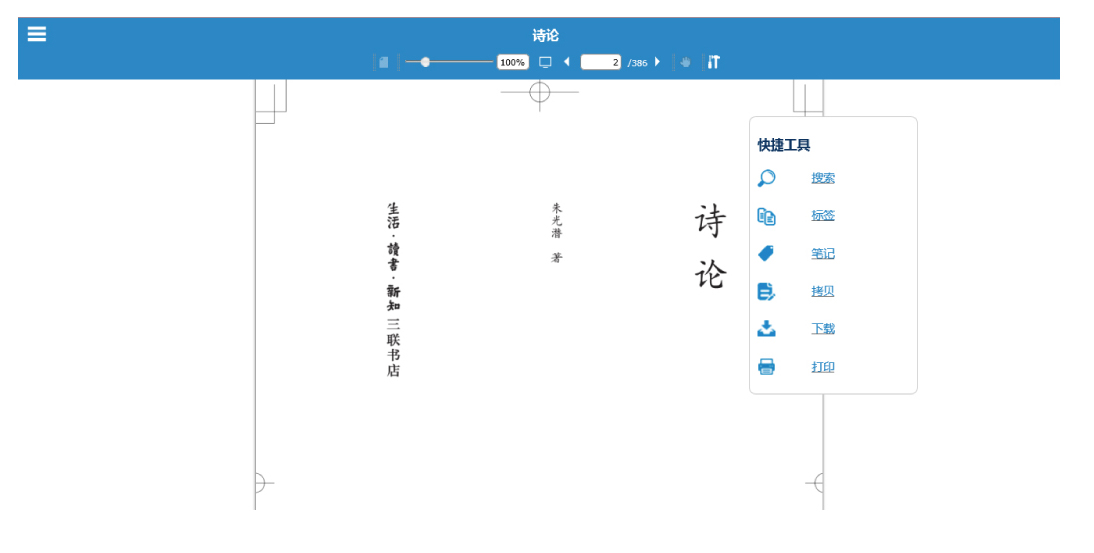 诗论
100%
2 /386
快捷工具
搜索
标签
笔记
拷贝
下载
打印
诗论
朱光潜 著
生活·讀書·新知三联书店